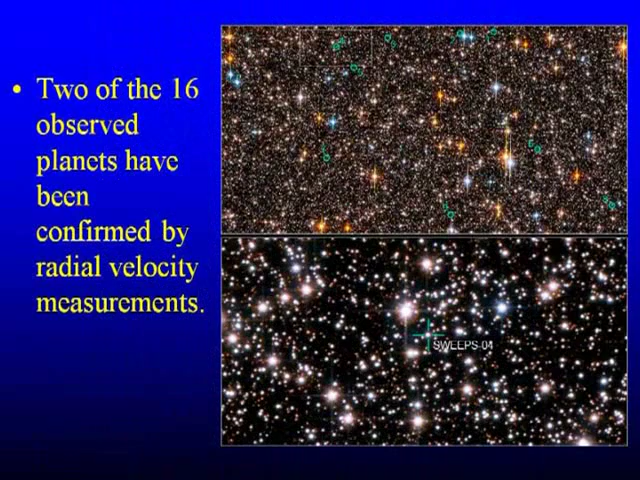 • Two of the 16
observed
planets have
been
confirmed by
radial velocity
measurements.
SWEEPS-04